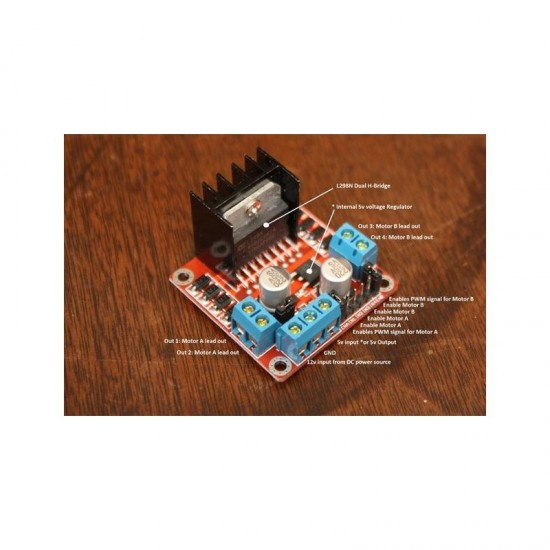 L298N Dual H-Bridge
Internal 5v voltage Regulator
Out 3: Motor B lead out
Out 4: Motor B lead out
Enables PWM signal for Motor B
Enable Motor B
Enable Motor B
Enable Motor A
Enable Motor A
Enables PWM signal for Motor A
5v input *or 5v Output
GND
12v input from DC power source
Out 1: Motor A lead out
Out 2: Motor A lead out